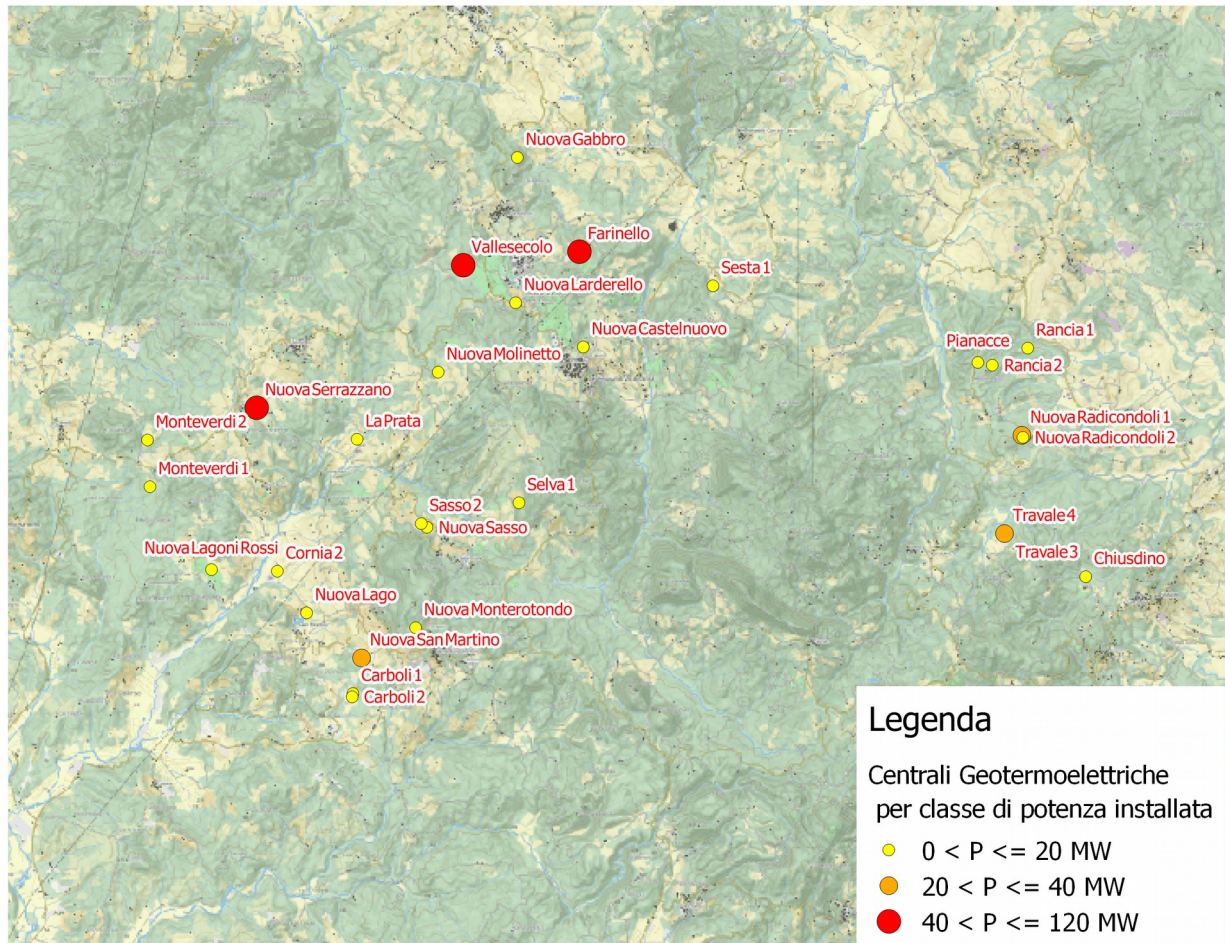 Nuova Gabbro
Farinello
Vallesecolo
Sesta 1
Nuova Larderello
Nuova Castelnuovo
Rancia 1
Pianacce
Rancia 2
Nuova Molinetto
Nuova Serrazzano
Monteverdi 2
La Prata
Nuova Radicondoli 1
Nuova Radicondoli 2
Monteverdi 1
Selva 1
Sasso 2
Nuova Sasso
Travale 4
Travale 3
Chiusdino
Nuova Lagoni Rossi
Cornia 2
Nuova Lago
Nuova Monterotondo
Nuova San Martino
Carboli 1
Carboli 2
Legenda
Centrali Geotermoelettriche
per classe di potenza installata
0 < P <= 20 MW
20 < P <= 40 MW
40 < P <= 120 MW